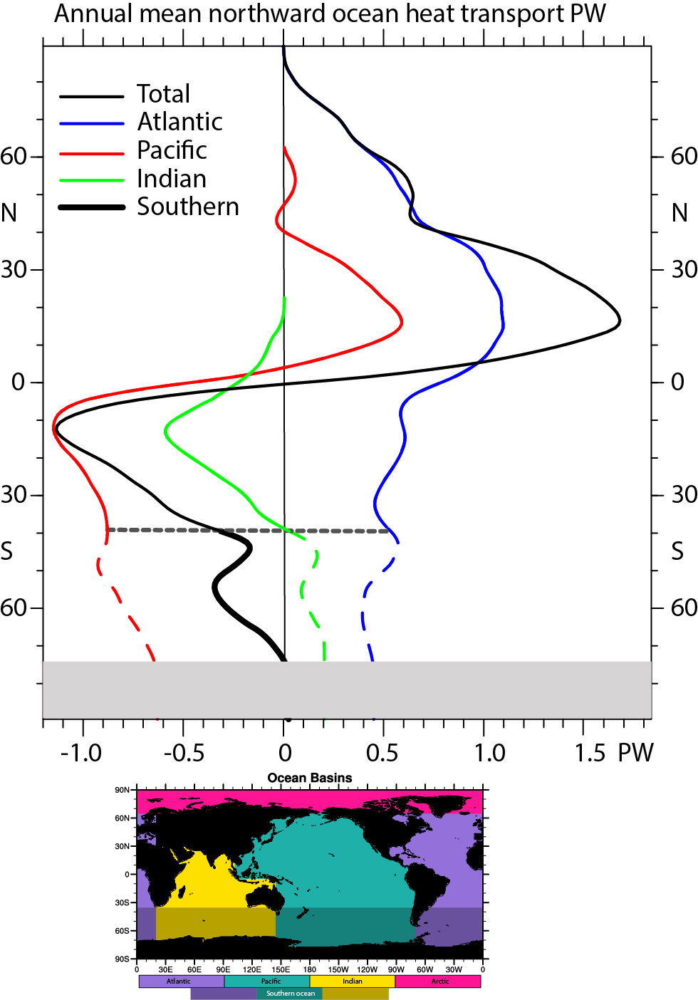 Annual mean northward ocean heat transport PW
Total
Atlantic
Pacific
Indian
Southern
60 60
N N
30 30
0 0
30 30
S S
60 60
-1.0 -0.5 0 0.5 1.0 1.5 PW
Ocean Basins
90N
60N
30N
0
30S
60S
90S
0 30E 60E 90E 120E 150E 180 150W 120W 90W 60W 30W 0
Atlantic Pacific Indian Arctic
Southern ocean